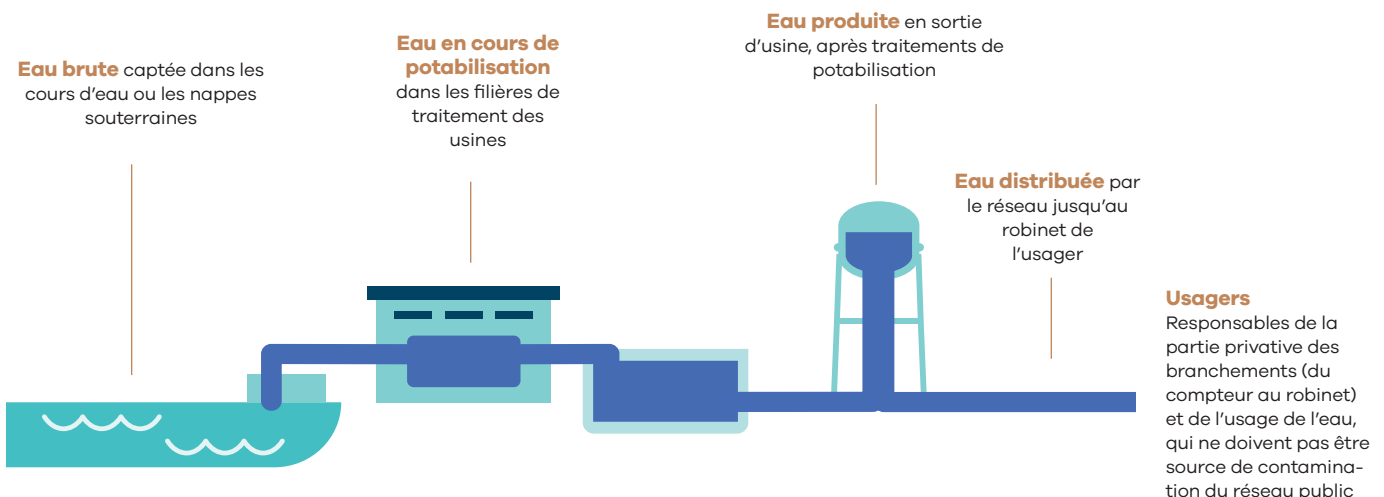 Eau brute captée dans les
cours d'eau ou les nappes
souterraines
Eau en cours de
potabilisation
dans les filières de
traitement des
usines
Eau produite en sortie
d'usine, après traitements de
potabilisation
Eau distribuée par
le réseau jusqu'au
robinet de
l'usager
Usagers
Responsables de la
partie privative des
branchements (du
compteur au robinet)
et de l'usage de l'eau,
qui ne doivent pas être
source de contamina-
tion du réseau public